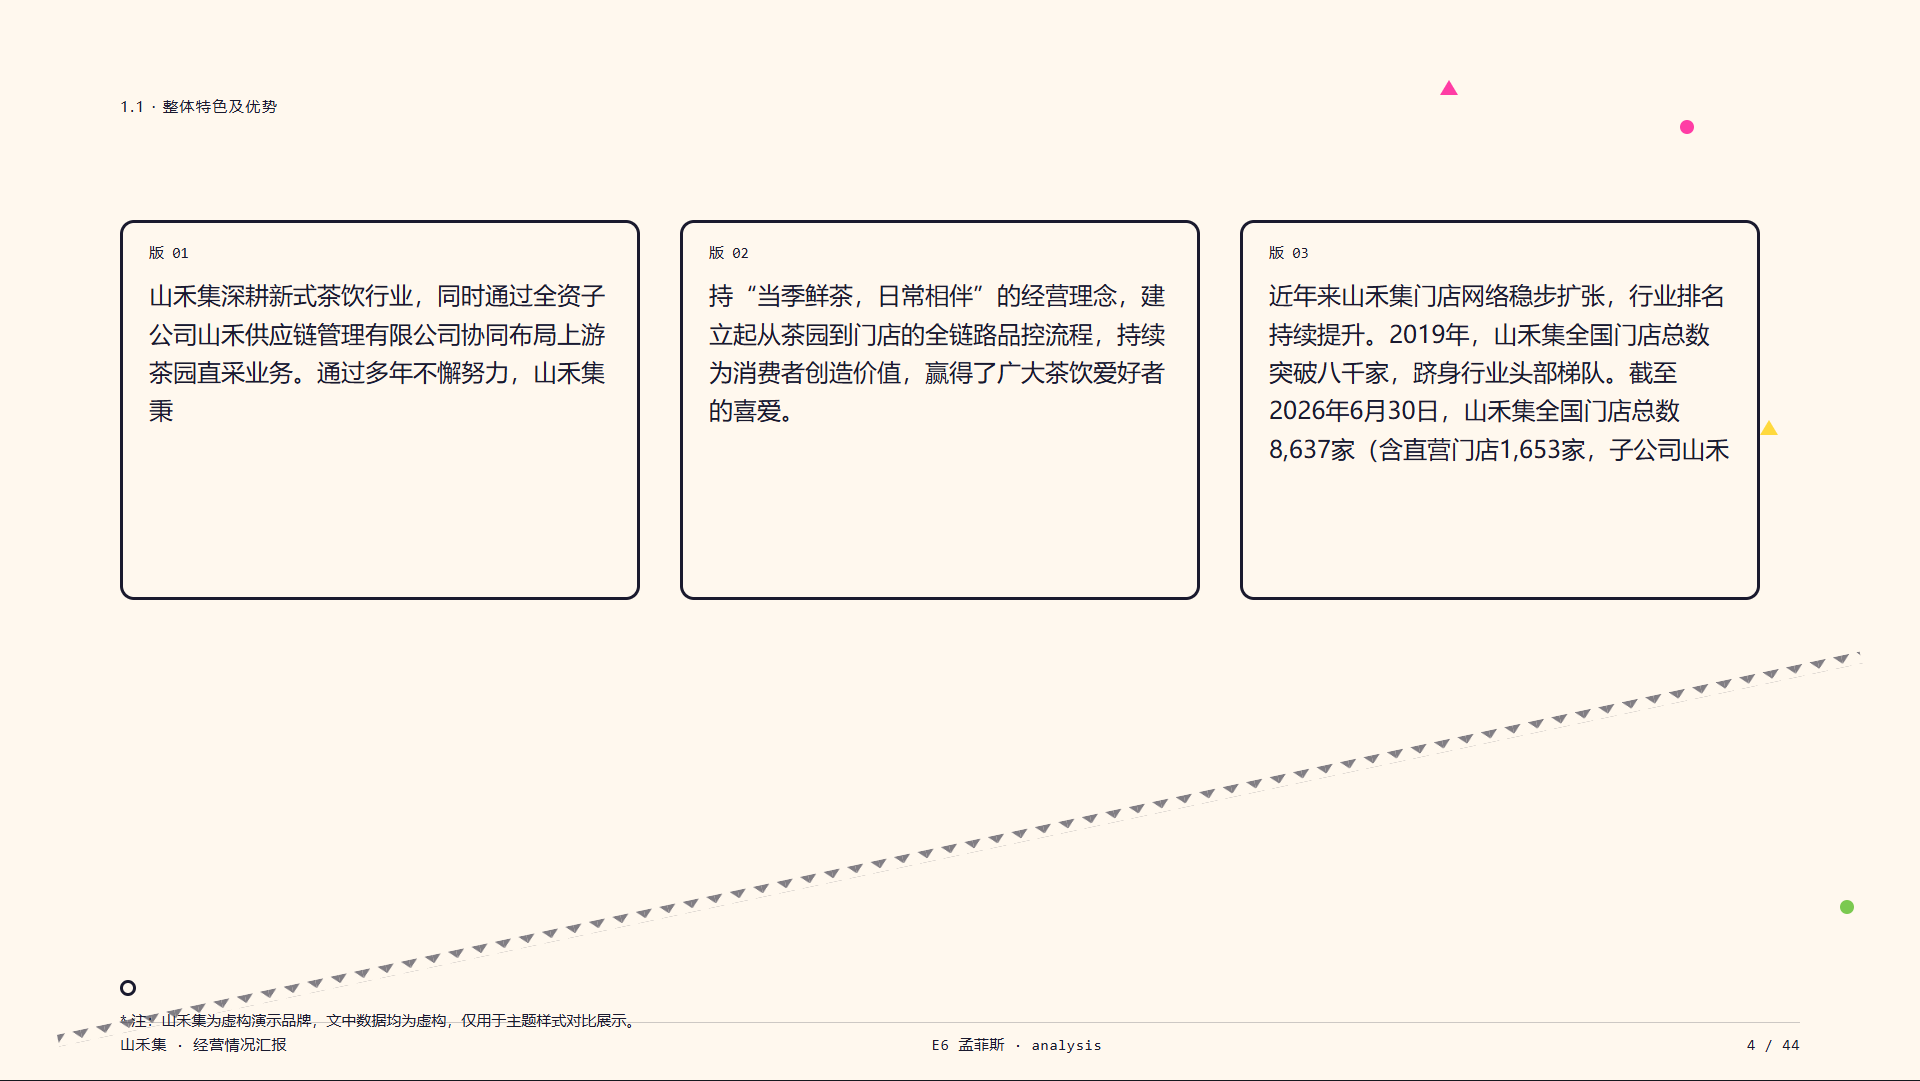 1.1 · 整体特色及优势
版 01
山禾集深耕新式茶饮行业，同时通过全资子
公司山禾供应链管理有限公司协同布局上游
茶园直采业务。通过多年不懈努力，山禾集
秉
版 02
持“当季鲜茶，日常相伴”的经营理念，建
立起从茶园到门店的全链路品控流程，持续
为消费者创造价值，赢得了广大茶饮爱好者
的喜爱。
版 03
近年来山禾集门店网络稳步扩张，行业排名
持续提升。2019年，山禾集全国门店总数
突破八千家，跻身行业头部梯队。截至
2026年6月30日，山禾集全国门店总数
8,637家（含直营门店1,653家，子公司山禾
*注：山禾集为虚构演示品牌，文中数据均为虚构，仅用于主题样式对比展示。
山禾集 · 经营情况汇报
E6 孟菲斯 · analysis
4 / 44